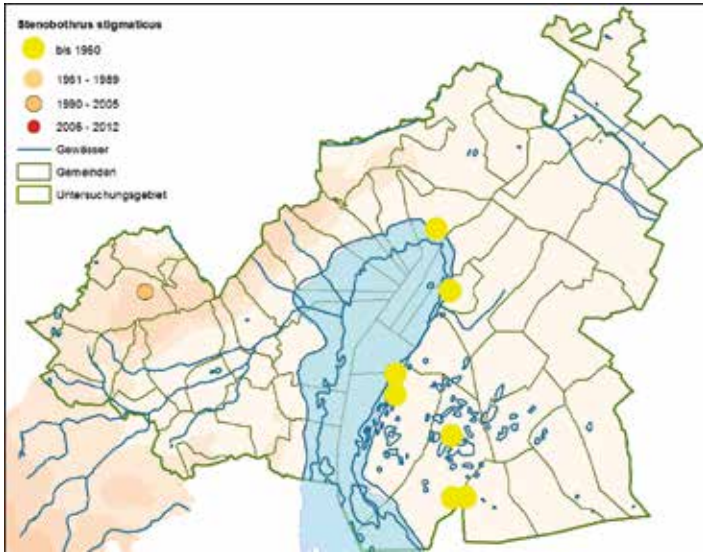 Stenobothrus stigmaticus
bis 1960
1961 - 1989
1990 - 2005
2006 - 2012
Gewässer
Gemeinden
Untersuchungsgebiet